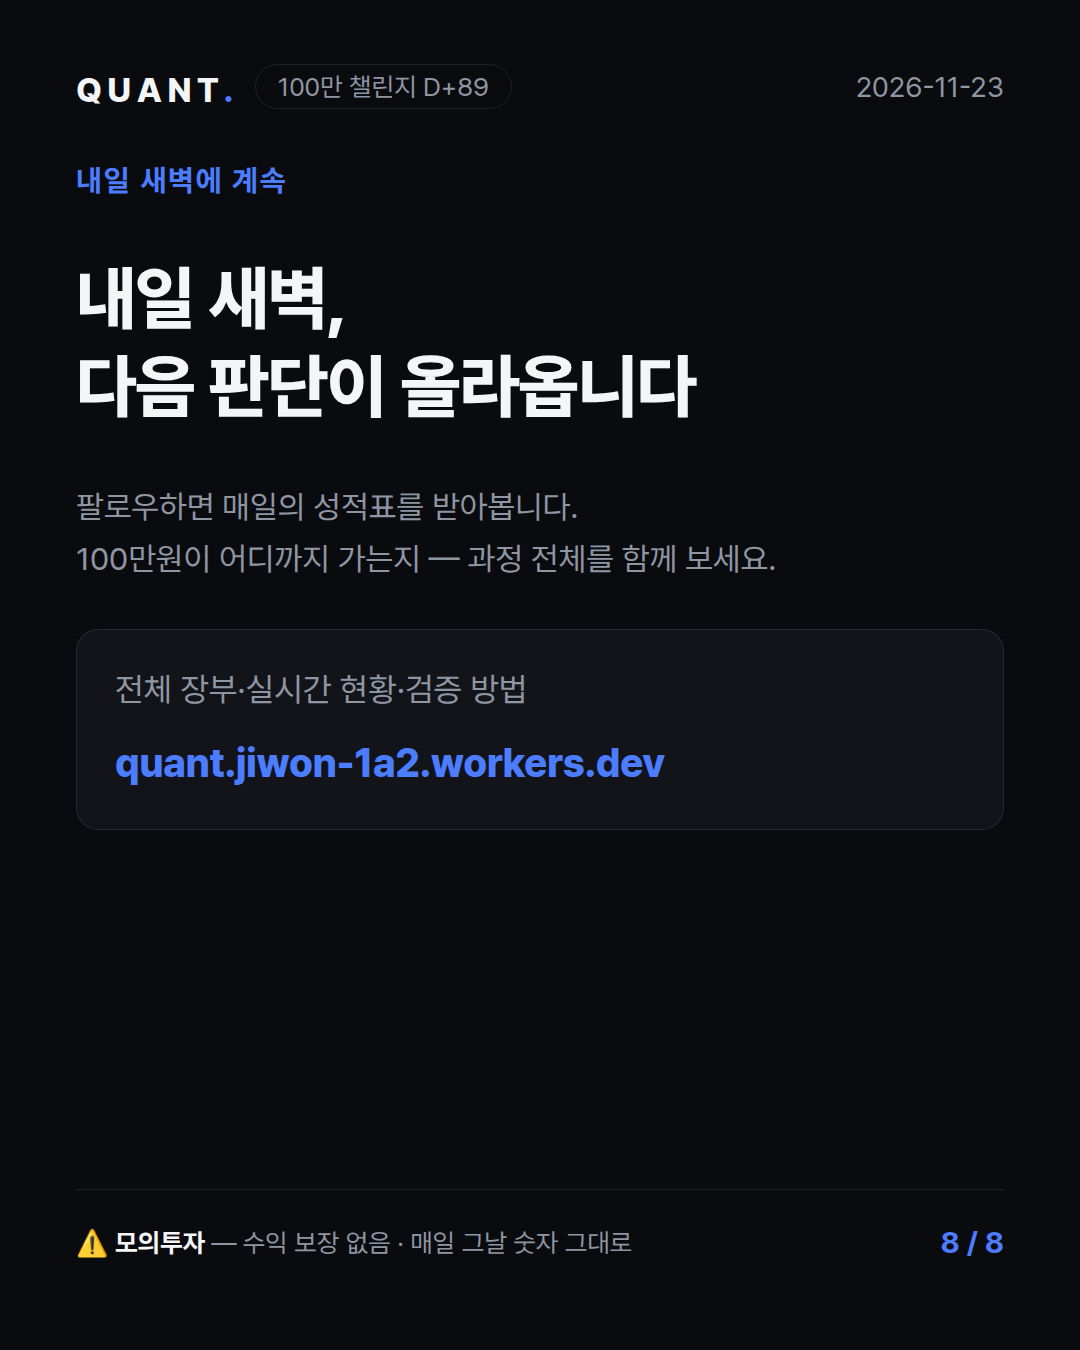 QUANT. 100만 챌린지 D+89 2026-11-23
내일 새벽에 계속
내일 새벽,
다음 판단이 올라옵니다
팔로우하면 매일의 성적표를 받아봅니다.
100만원이 어디까지 가는지 — 과정 전체를 함께 보세요.
전체 장부·실시간 현황·검증 방법
quant.jiwon-1a2.workers.dev
⚠️ 모의투자 — 수익 보장 없음 · 매일 그날 숫자 그대로 8 / 8